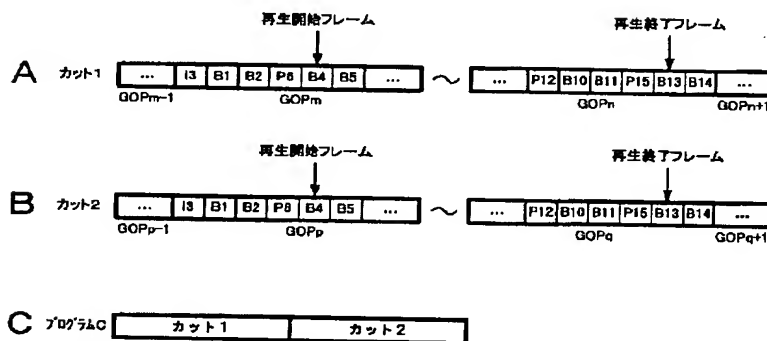 再生開始フレーム 再生終了フレーム
A カット1 ... I3 B1 B2 P6 B4 B5 ... ～ ... P12 B10 B11 P15 B13 B14 ...
GOPm-1 GOPm GOPn GOPn+1
再生開始フレーム 再生終了フレーム
B カット2 ... I3 B1 B2 P6 B4 B5 ... ～ ... P12 B10 B11 P15 B13 B14 ...
GOPp-1 GOPp GOPq GOPq+1
C プログラムC カット1 カット2